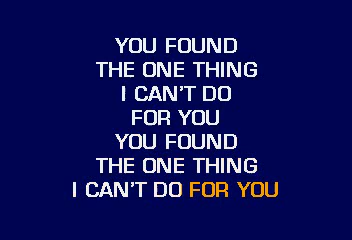 YOU FOUND
THE ONE THING
I CAN'T DO
FOR YOU
YOU FOUND
THE ONE THING
I CAN'T DO FOR YOU